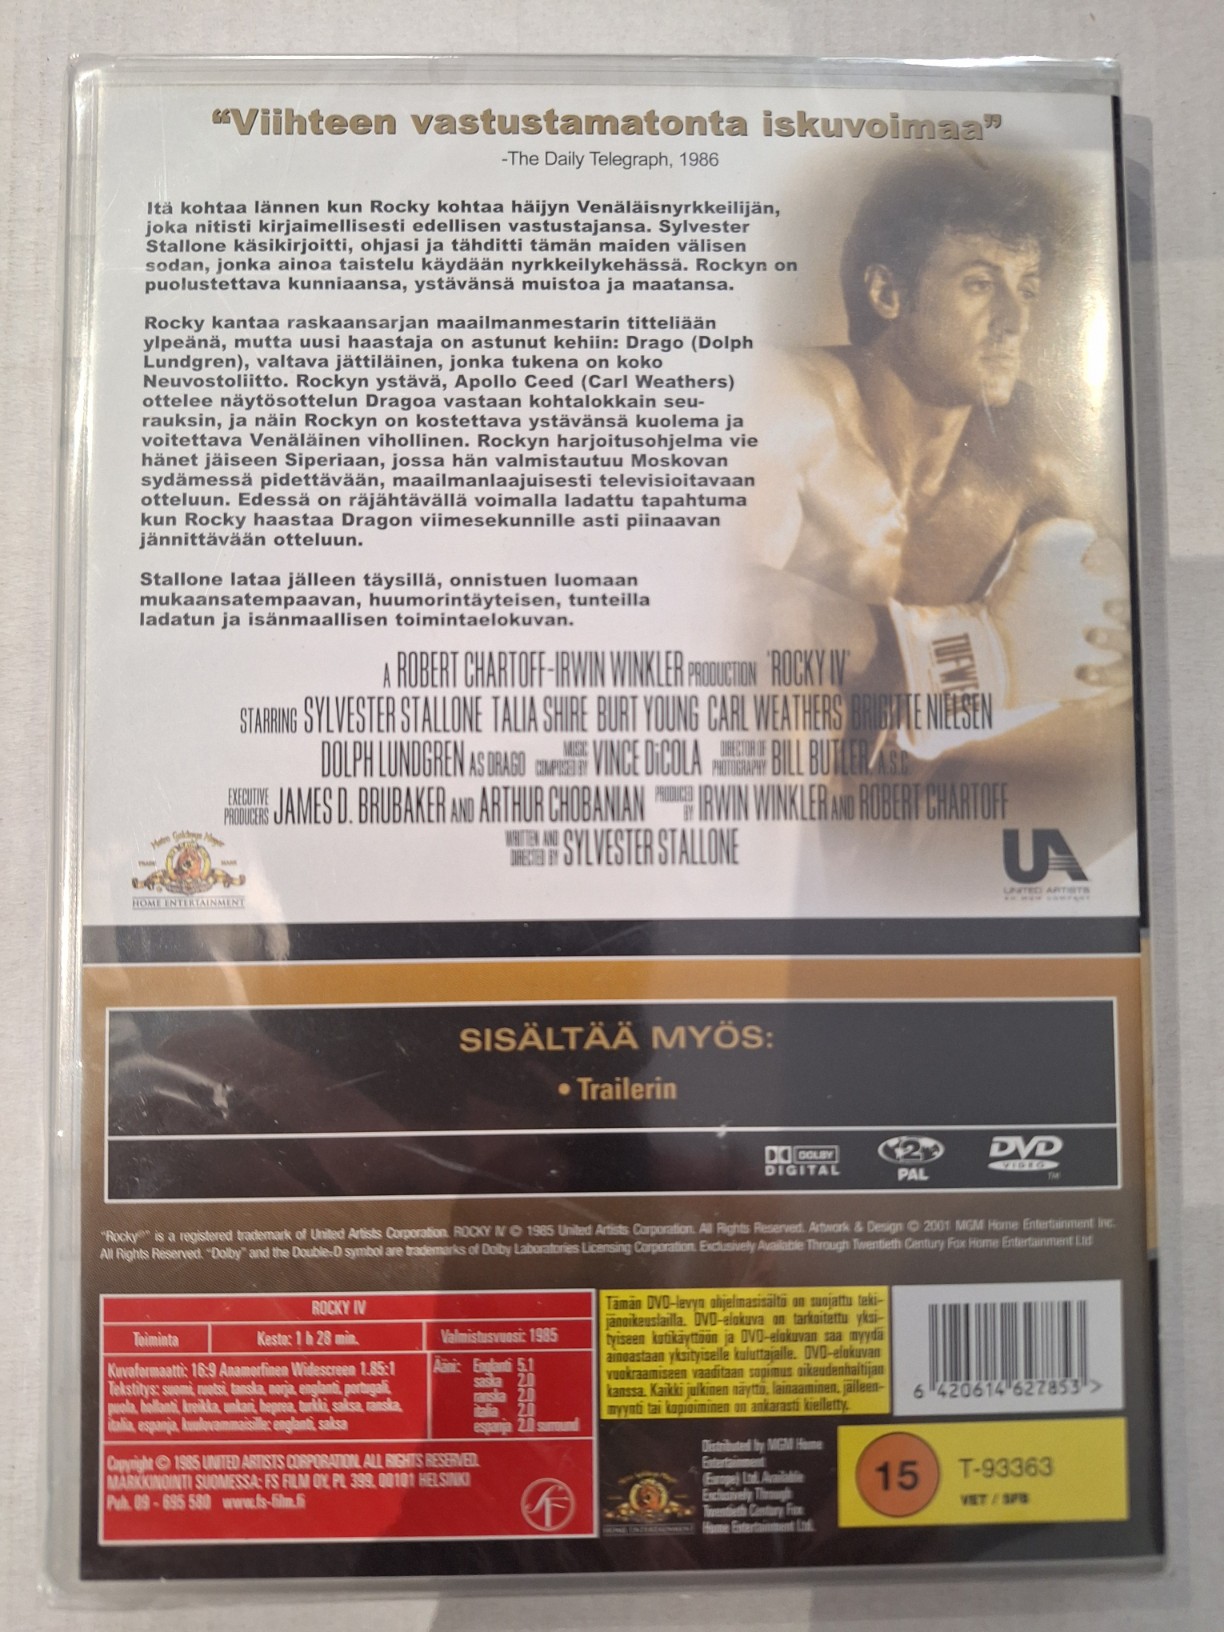 “Viihteen vastustamatonta iskuvoimaa”
-The Daily Telegraph, 1986
Itä kohtaa lännen kun Rocky kohtaa häijyn Venäläisnyrkkeilijän,
joka nitisti kirjaimellisesti edellisen vastustajansa. Sylvester
Stallone käsikirjoitti, ohjasi ja tähditti tämän maiden välisen
sodan, jonka ainoa taistelu käydään nyrkkeilykehässä. Rockyn on
puolustettava kunniaansa, ystävänsä muistoa ja maatansa.
Rocky kantaa raskaansarjan maailmanmestarin titteliään
ylpeänä, mutta uusi haastaja on astunut kehiin: Drago (Dolph
Lundgren), valtava jättiläinen, jonka tukena on koko
Neuvostoliitto. Rockyn ystävä, Apollo Ceed (Carl Weathers)
ottelee näytösottelun Dragoa vastaan kohtalokkain seu-
rauksin, ja näin Rockyn on kostettava ystävänsä kuolema ja
voitettava Venäläinen vihollinen. Rockyn harjoitusohjelma vie
hänet jäiseen Siperiaan, jossa hän valmistautuu Moskovan
sydämessä pidettävään, maailmanlaajuisesti televisioitavaan
otteluun. Edessä on räjähtävällä voimalla ladattu tapahtuma
kun Rocky haastaa Dragon viimesekunnille asti piinaavan
jännittävään otteluun.
Stallone lataa jälleen täysillä, onnistuen luomaan
mukaansatempaavan, huumorintäyteisen, tunteilla
ladatun ja isänmaallisen toimintaelokuvan.
A ROBERT CHARTOFF-IRWIN WINKLER PRODUCTION 'ROCKY IV'
STARRING SYLVESTER STALLONE TALIA SHIRE BURT YOUNG CARL WEATHERS BRIGITTE NIELSEN
DOLPH LUNDGREN AS DRAGO MUSIC COMPOSED BY VINCE DiCOLA DIRECTOR OF PHOTOGRAPHY BILL BUTLER, A.S.C
EXECUTIVE PRODUCERS JAMES D. BRUBAKER AND ARTHUR CHOBANIAN PRODUCED BY IRWIN WINKLER AND ROBERT CHARTOFF
WRITTEN AND DIRECTED BY SYLVESTER STALLONE
Metro Goldwyn Mayer
TRADE MARK
HOME ENTERTAINMENT
UA
UNITED ARTISTS
AN MGM COMPANY
TUF WEAR
SISÄLTÄÄ MYÖS:
• Trailerin
DOLBY
DIGITAL
2
PAL
DVD
VIDEO
TM
"Rocky®" is a registered trademark of United Artists Corporation. ROCKY IV © 1985 United Artists Corporation. All Rights Reserved. Artwork & Design © 2001 MGM Home Entertainment Inc.
All Rights Reserved. "Dolby" and the Double-D symbol are trademarks of Dolby Laboratories Licensing Corporation. Exclusively Available Through Twentieth Century Fox Home Entertainment Ltd
ROCKY IV
Toiminta Kesto: 1 h 28 min. Valmistusvuosi: 1985
Kuvaformaatti: 16:9 Anamorfinen Widescreen 1.85:1
Tekstitys: suomi, ruotsi, tanska, norja, englanti, portugali,
puola, hollanti, kreikka, unkari, heprea, turkki, saksa, ranska,
italia, espanja, kuulovammaisille: englanti, saksa
Ääni: Englanti 5.1
saksa 2.0
ranska 2.0
italia 2.0
espanja 2.0 surround
Copyright © 1985 UNITED ARTISTS CORPORATION. ALL RIGHTS RESERVED.
MARKKINOINTI SUOMESSA: FS FILM OY, PL 399, 00101 HELSINKI
Puh. 09 - 695 580 www.fs-film.fi
SF
Tämän DVD-levyn ohjelmasisältö on suojattu teki-
jänoikeuslailla. DVD-elokuva on tarkoitettu yksi-
tyiseen kotikäyttöön ja DVD-elokuvan saa myydä
ainoastaan yksityiselle kuluttajalle. DVD-elokuvan
vuokraamiseen vaaditaan sopimus oikeudenhaltijan
kanssa. Kaikki julkinen näyttö, lainaaminen, jälleen-
myynti tai kopioiminen on ankarasti kielletty.
6 420614 627853 >
HOME ENTERTAINMENT
Distributed by MGM Home
Entertainment
(Europe) Ltd. Available
Exclusively Through
Twentieth Century Fox
Home Entertainment Ltd.
15
T-93363
VET / SFB